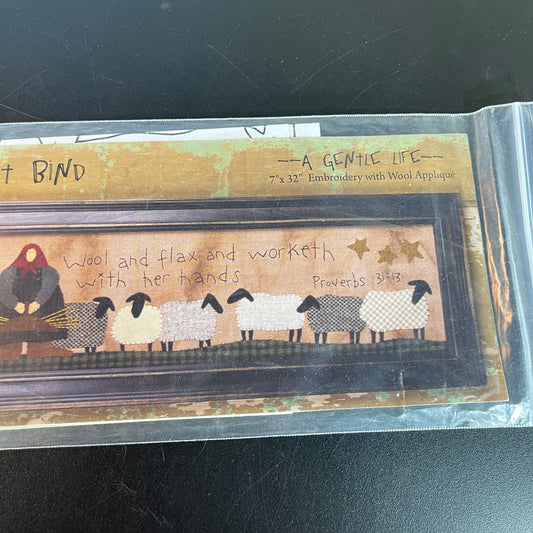 T BIND
--A GENTLE LIFE--
7"x 32" Embroidery with Wool Applique
Wool and flax and worketh
with her hands
Proverbs 31:13